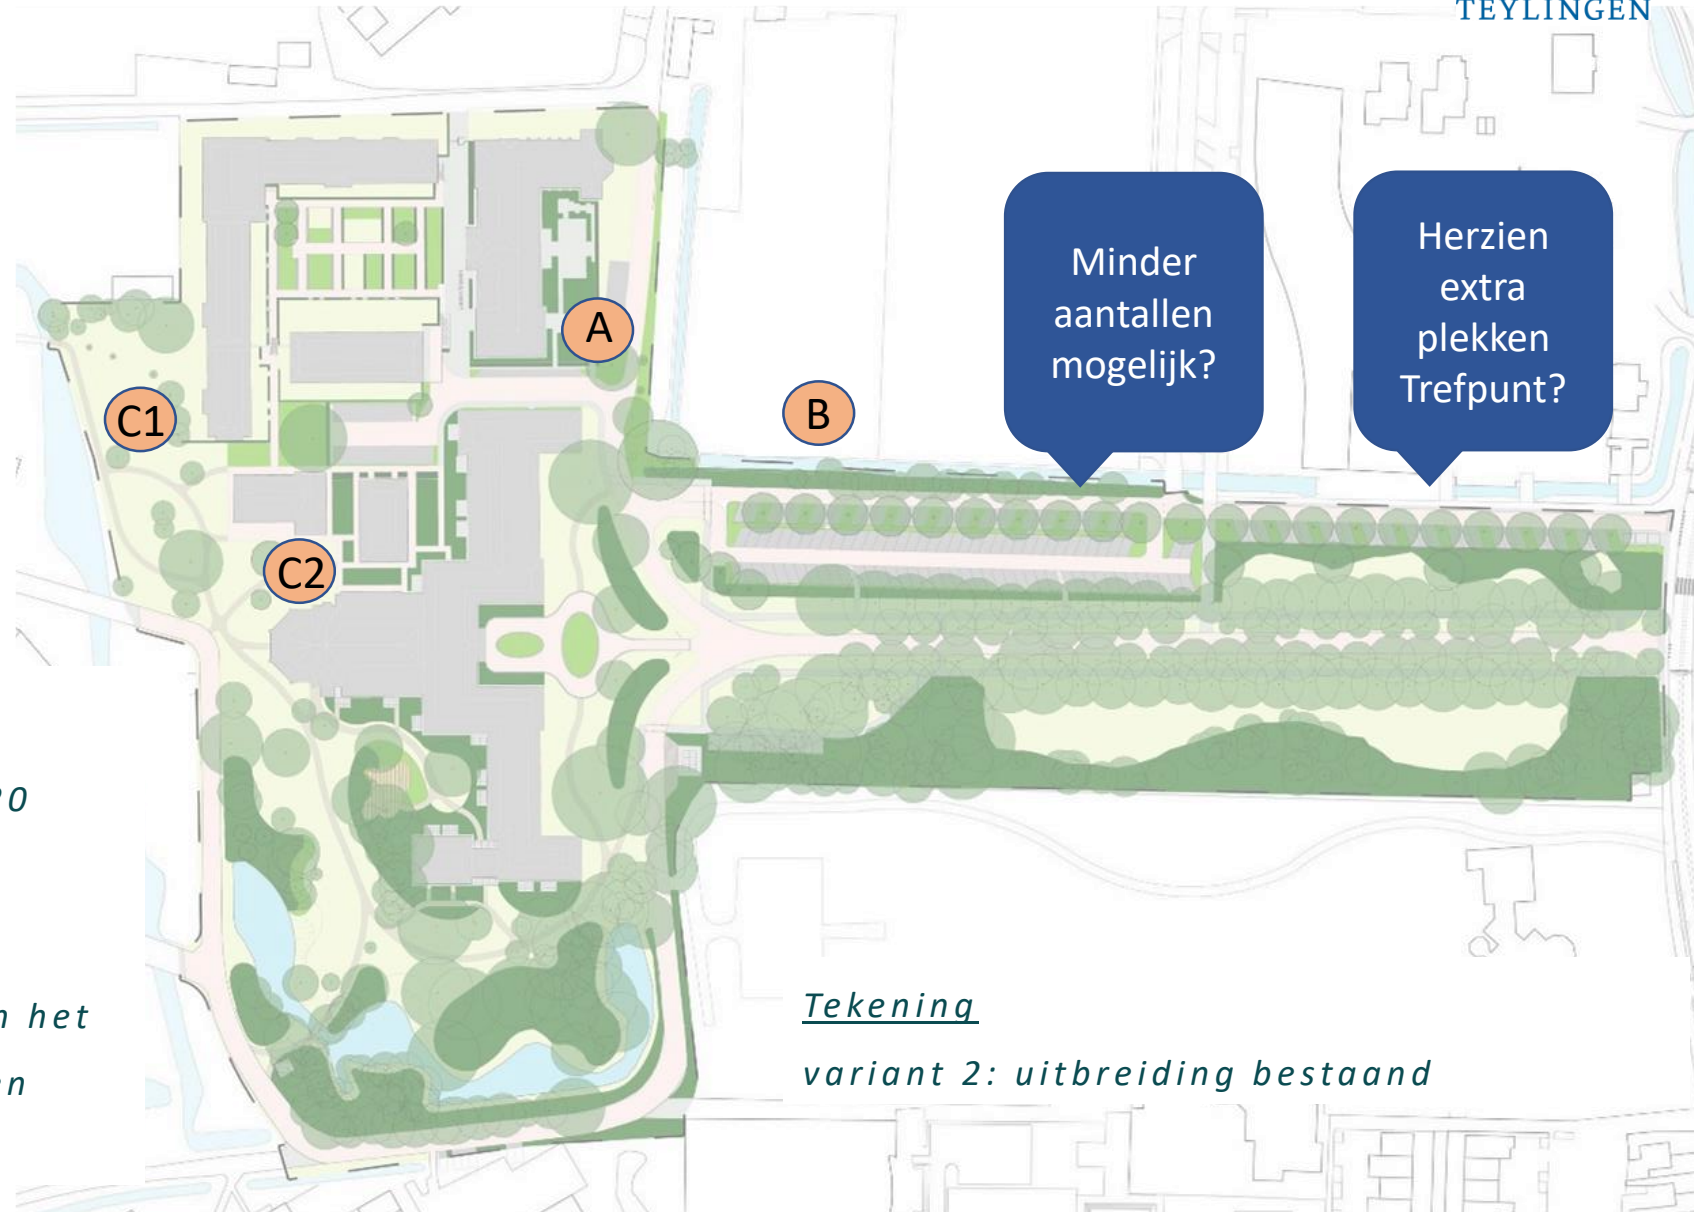 TEYLINGEN
Minder
aantallen
mogelijk?
Herzien
extra
plekken
Trefpunt?
A
B
C1
C2
het
Tekening
variant 2: uitbreiding bestaand